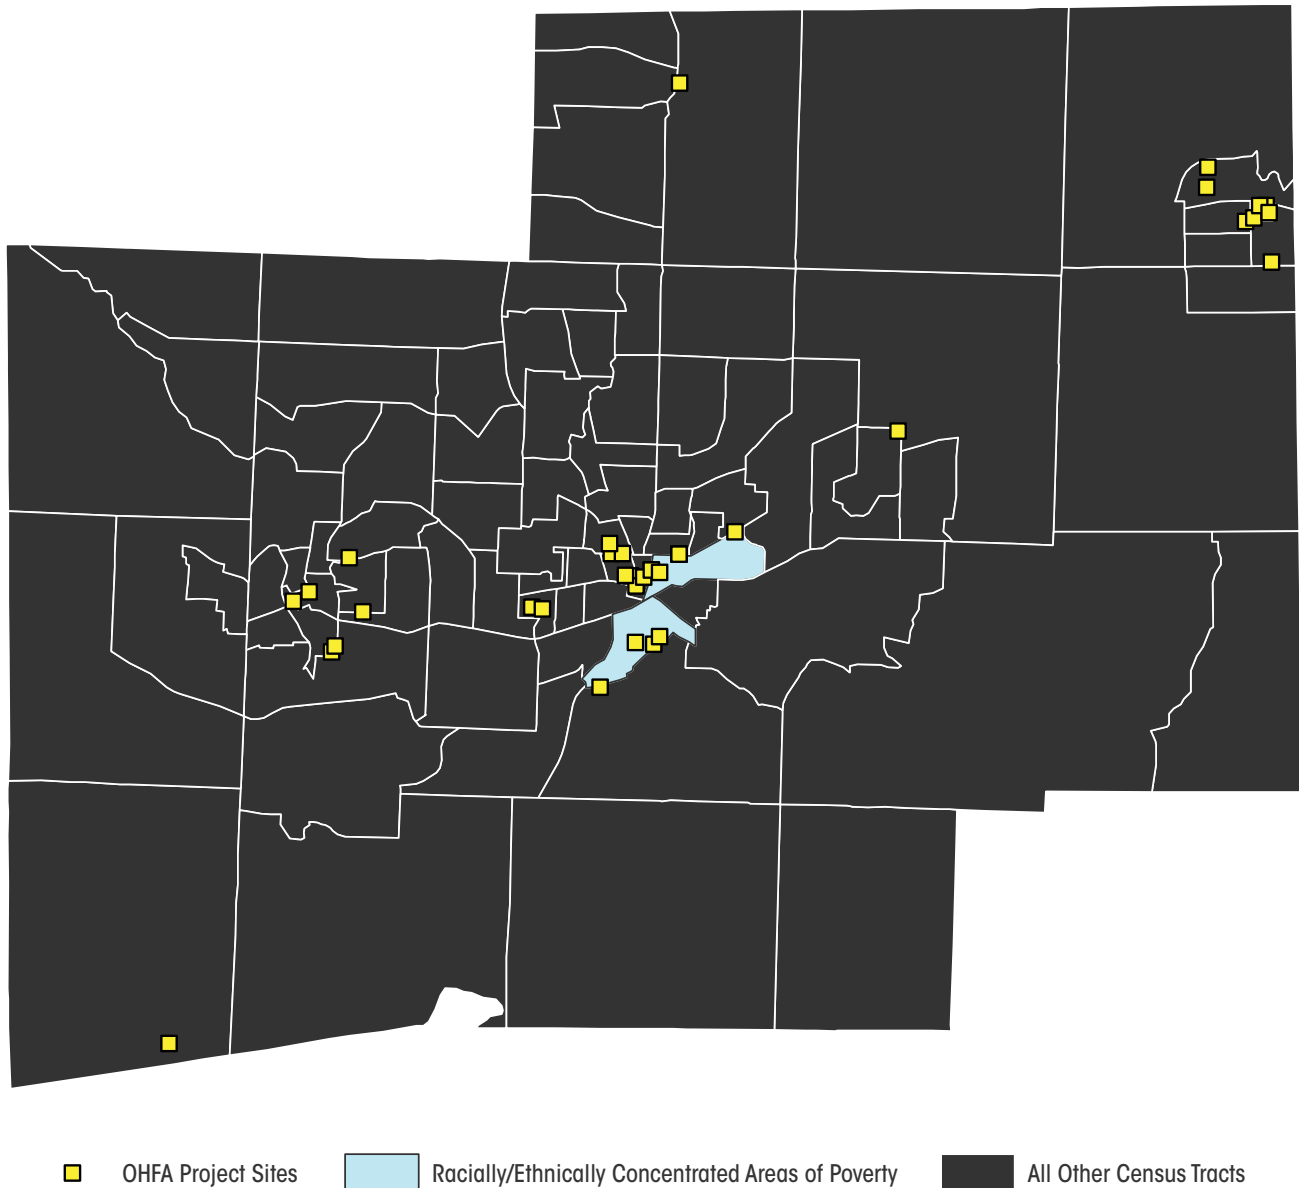 OHFA Project Sites
Racially/Ethnically Concentrated Areas of Poverty
All Other Census Tracts